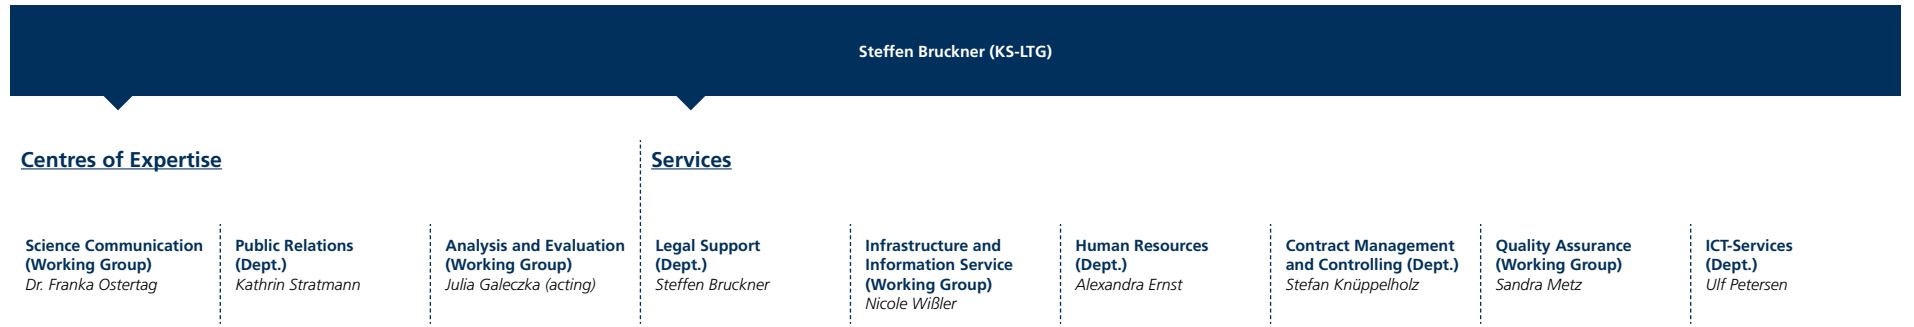 Steffen Bruckner (KS-LTG)
Centres of Expertise
Services
Science Communication
(Working Group)
Dr. Franka Ostertag
Public Relations
(Dept.)
Kathrin Stratmann
Analysis and Evaluation
(Working Group)
Julia Galeczka (acting)
Legal Support
(Dept.)
Steffen Bruckner
Infrastructure and
Information Service
(Working Group)
Nicole Wißler
Human Resources
(Dept.)
Alexandra Ernst
Contract Management
and Controlling (Dept.)
Stefan Knüppelholz
Quality Assurance
(Working Group)
Sandra Metz
ICT-Services
(Dept.)
Ulf Petersen